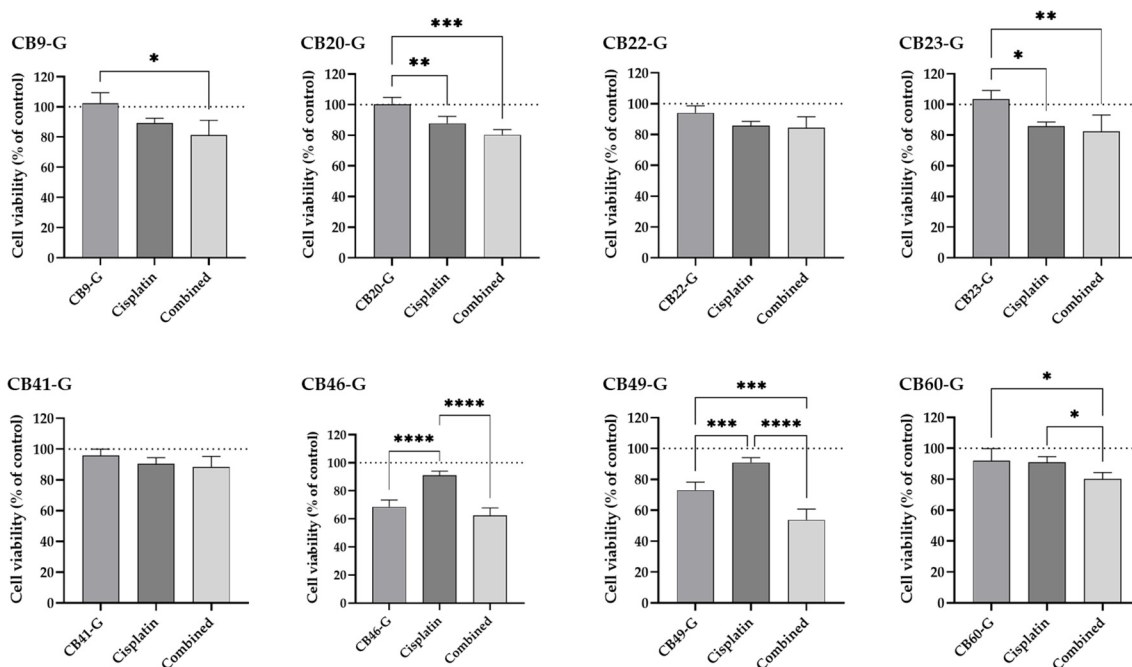 CB9-G
*
Cell viability (% of control)
120
100
80
60
40
20
0
CB9-G
Cisplatin
Combined
CB20-G
***
**
Cell viability (% of control)
120
100
80
60
40
20
0
CB20-G
Cisplatin
Combined
CB22-G
Cell viability (% of control)
120
100
80
60
40
20
0
CB22-G
Cisplatin
Combined
CB23-G
**
*
Cell viability (% of control)
120
100
80
60
40
20
0
CB23-G
Cisplatin
Combined
CB41-G
Cell viability (% of control)
120
100
80
60
40
20
0
CB41-G
Cisplatin
Combined
CB46-G
****
****
Cell viability (% of control)
120
100
80
60
40
20
0
CB46-G
Cisplatin
Combined
CB49-G
***
***
****
Cell viability (% of control)
100
80
60
40
20
0
CB49-G
Cisplatin
Combined
CB60-G
*
*
Cell viability (% of control)
100
80
60
40
20
0
CB60-G
Cisplatin
Combined